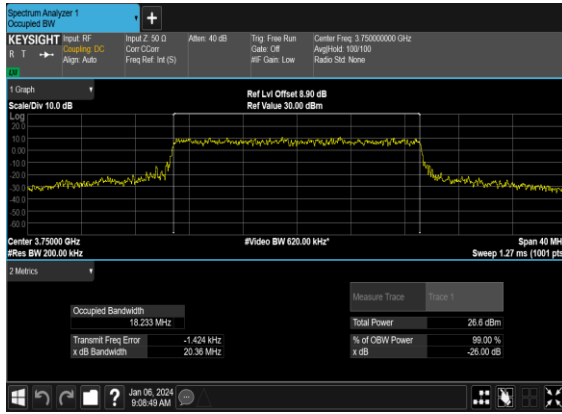 Spectrum Analyzer 1
Occupied BW
+
KEYSIGHT Input: RF Input Z: 50 Ω Atten: 40 dB Trig: Free Run Center Freq: 3.750000000 GHz
R T Coupling: DC Corr CCorr Gate: Off Avg|Hold: 100/100
Align: Auto Freq Ref: Int (S) #IF Gain: Low Radio Std: None
1 Graph Ref Lvl Offset 8.90 dB
Scale/Div 10.0 dB Ref Value 30.00 dBm
Log
20.0
10.0
0.00
-10.0
-20.0
-30.0
-40.0
-50.0
-60.0
Center 3.75000 GHz #Video BW 620.00 kHz* Span 40 MH
#Res BW 200.00 kHz Sweep 1.27 ms (1001 pts
2 Metrics
Measure Trace Trace 1
Occupied Bandwidth
18.233 MHz Total Power 26.6 dBm
Transmit Freq Error -1.424 kHz % of OBW Power 99.00 %
x dB Bandwidth 20.36 MHz x dB -26.00 dB
? Jan 06, 2024
9:08:49 AM